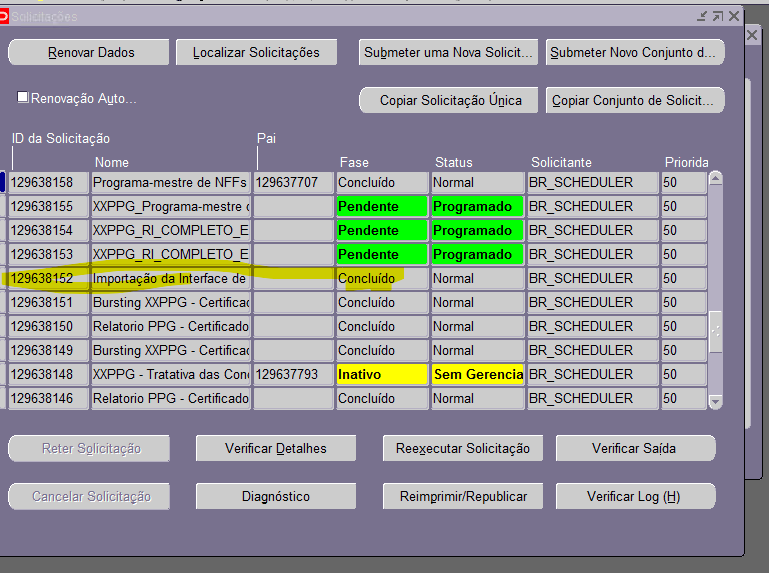 Solicitações
Renovar Dados
Localizar Solicitações
Submeter uma Nova Solicit...
Submeter Novo Conjunto d...
Renovação Auto...
Copiar Solicitação Única
Copiar Conjunto de Solicit...
ID da Solicitação Pai
Nome Fase Status Solicitante Priorida
129638158 Programa-mestre de NFFs 129637707 Concluído Normal BR_SCHEDULER 50
129638155 XXPPG_Programa-mestre Pendente Programado BR_SCHEDULER 50
129638154 XXPPG_RI_COMPLETO_E Pendente Programado BR_SCHEDULER 50
129638153 XXPPG_RI_COMPLETO_E Pendente Programado BR_SCHEDULER 50
129638152 Importação da Interface de Concluído Normal BR_SCHEDULER 50
129638151 Bursting XXPPG - Certificad Concluído Normal BR_SCHEDULER 50
129638150 Relatorio PPG - Certificado Concluído Normal BR_SCHEDULER 50
129638149 Bursting XXPPG - Certificad Concluído Normal BR_SCHEDULER 50
129638148 XXPPG - Tratativa das Con 129637793 Inativo Sem Gerencia BR_SCHEDULER 50
129638146 Relatorio PPG - Certificado Concluído Normal BR_SCHEDULER 50
Reter Solicitação
Verificar Detalhes
Reexecutar Solicitação
Verificar Saída
Cancelar Solicitação
Diagnóstico
Reimprimir/Republicar
Verificar Log (H)